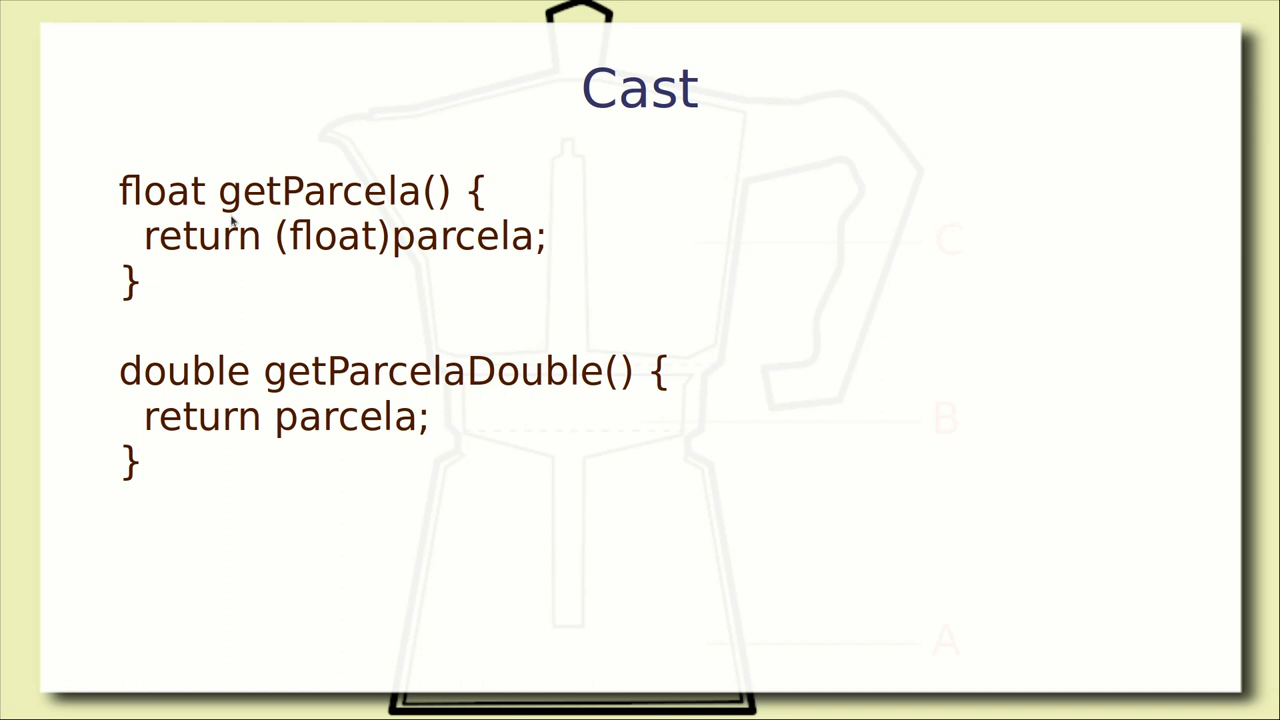 Cast
float getParcela() {
  return (float)parcela;
}
double getParcelaDouble() {
  return parcela;
}
C
B
A